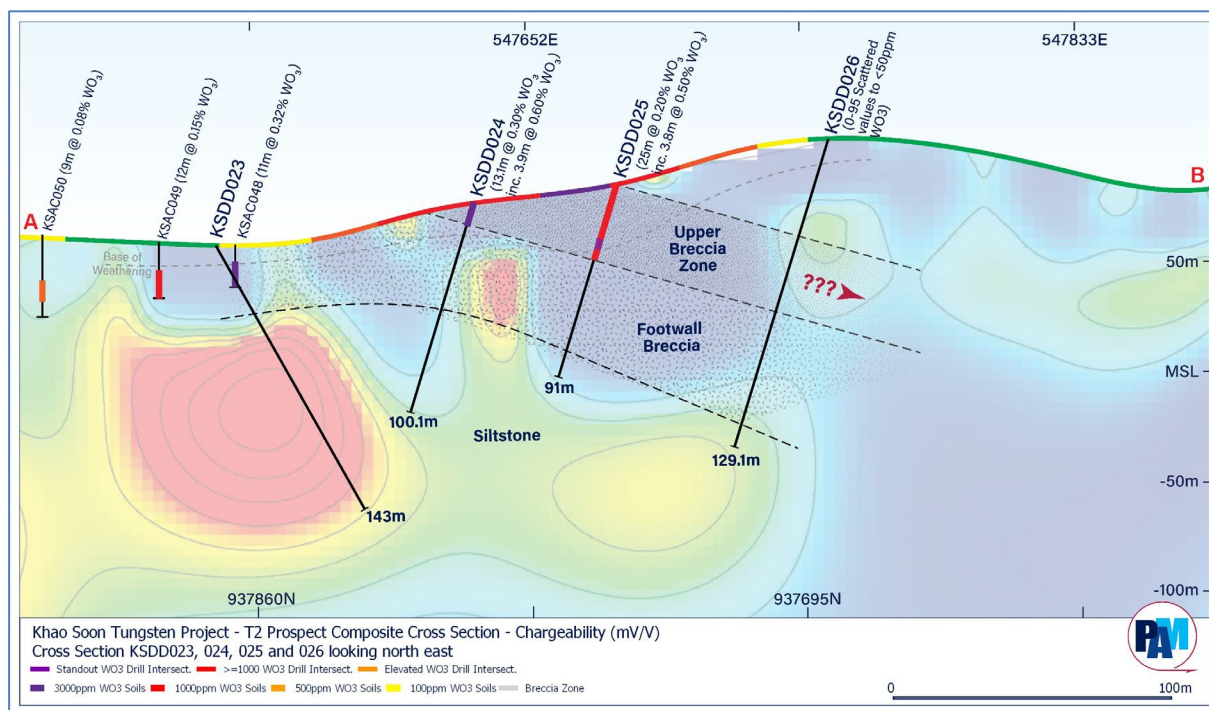 547652E
547833E
KSAC050 (9m @ 0.08% WO₃)
KSAC049 (12m @ 0.15% WO₃)
KSDD023
KSAC048 (11m @ 0.32% WO₃)
KSDD024
(13.1m @ 0.30% WO₃
inc. 3.9m @ 0.60% WO₃)
KSDD025
(25m @ 0.20% WO₃
inc. 3.8m @ 0.50% WO₃)
KSDD026
(0-95 Scattered
values to <50ppm
WO3)
A
B
Base of
Weathering
Upper
Breccia
Zone
50m
???
Footwall
Breccia
MSL
91m
100.1m
Siltstone
129.1m
-50m
143m
-100m
937860N
937695N
Khao Soon Tungsten Project - T2 Prospect Composite Cross Section - Chargeability (mV/V)
Cross Section KSDD023, 024, 025 and 026 looking north east
Standout WO3 Drill Intersect. >=1000 WO3 Drill Intersect. Elevated WO3 Drill Intersect.
3000ppm WO3 Soils 1000ppm WO3 Soils 500ppm WO3 Soils 100ppm WO3 Soils Breccia Zone
PAM
0 100m